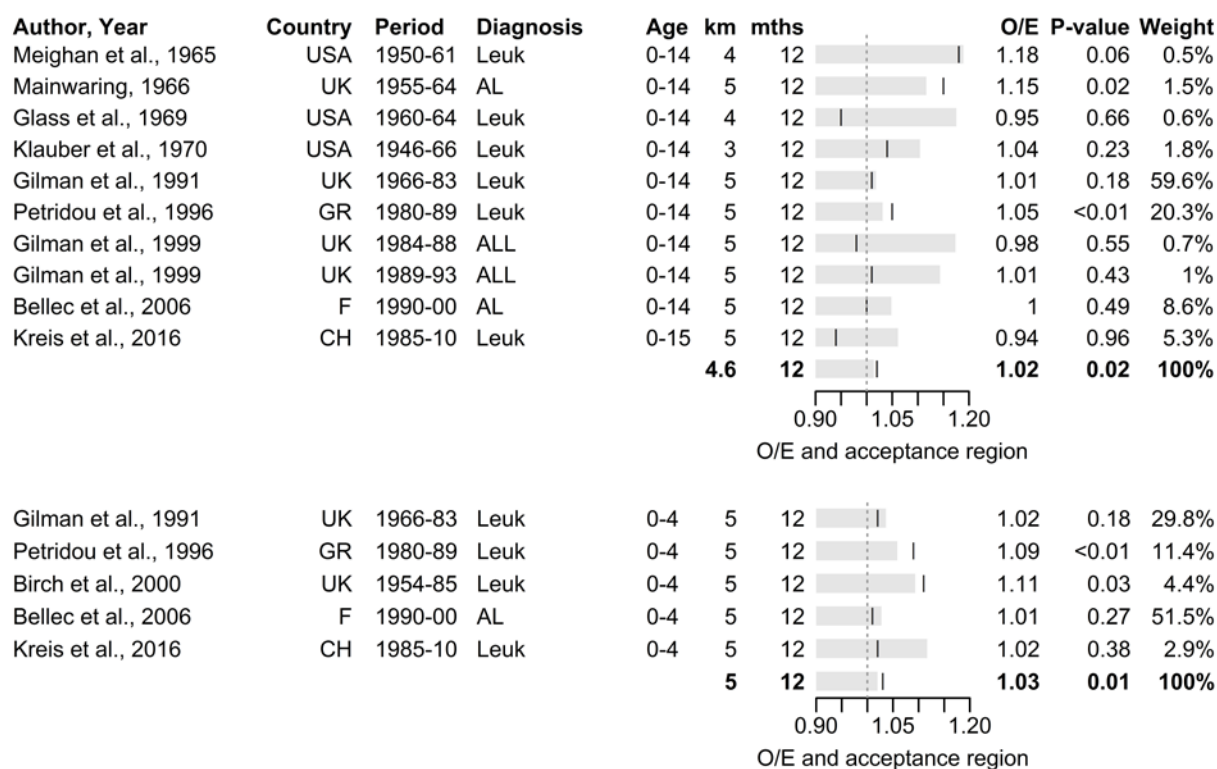 Author, Year Country Period Diagnosis Age km mths O/E P-value Weight
Meighan et al., 1965 USA 1950-61 Leuk 0-14 4 12 1.18 0.06 0.5%
Mainwaring, 1966 UK 1955-64 AL 0-14 5 12 1.15 0.02 1.5%
Glass et al., 1969 USA 1960-64 Leuk 0-14 4 12 0.95 0.66 0.6%
Klauber et al., 1970 USA 1946-66 Leuk 0-14 3 12 1.04 0.23 1.8%
Gilman et al., 1991 UK 1966-83 Leuk 0-14 5 12 1.01 0.18 59.6%
Petridou et al., 1996 GR 1980-89 Leuk 0-14 5 12 1.05 <0.01 20.3%
Gilman et al., 1999 UK 1984-88 ALL 0-14 5 12 0.98 0.55 0.7%
Gilman et al., 1999 UK 1989-93 ALL 0-14 5 12 1.01 0.43 1%
Bellec et al., 2006 F 1990-00 AL 0-14 5 12 1 0.49 8.6%
Kreis et al., 2016 CH 1985-10 Leuk 0-15 5 12 0.94 0.96 5.3%
4.6 12 1.02 0.02 100%
0.90 1.05 1.20
O/E and acceptance region
Gilman et al., 1991 UK 1966-83 Leuk 0-4 5 12 1.02 0.18 29.8%
Petridou et al., 1996 GR 1980-89 Leuk 0-4 5 12 1.09 <0.01 11.4%
Birch et al., 2000 UK 1954-85 Leuk 0-4 5 12 1.11 0.03 4.4%
Bellec et al., 2006 F 1990-00 AL 0-4 5 12 1.01 0.27 51.5%
Kreis et al., 2016 CH 1985-10 Leuk 0-4 5 12 1.02 0.38 2.9%
5 12 1.03 0.01 100%
0.90 1.05 1.20
O/E and acceptance region